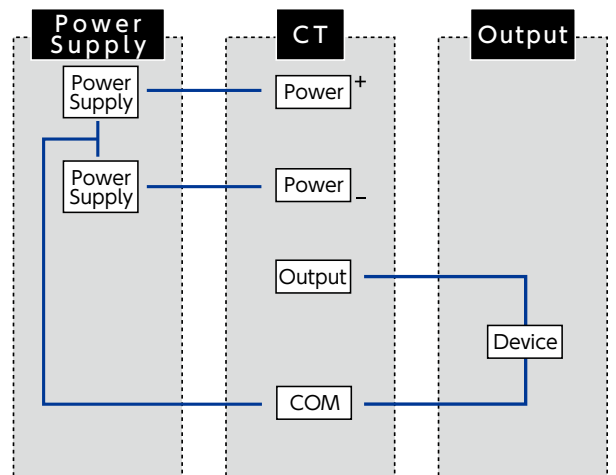 Power
Supply
CT
Output
Power
Supply
Power +
Power
Supply
Power -
Output
Device
COM